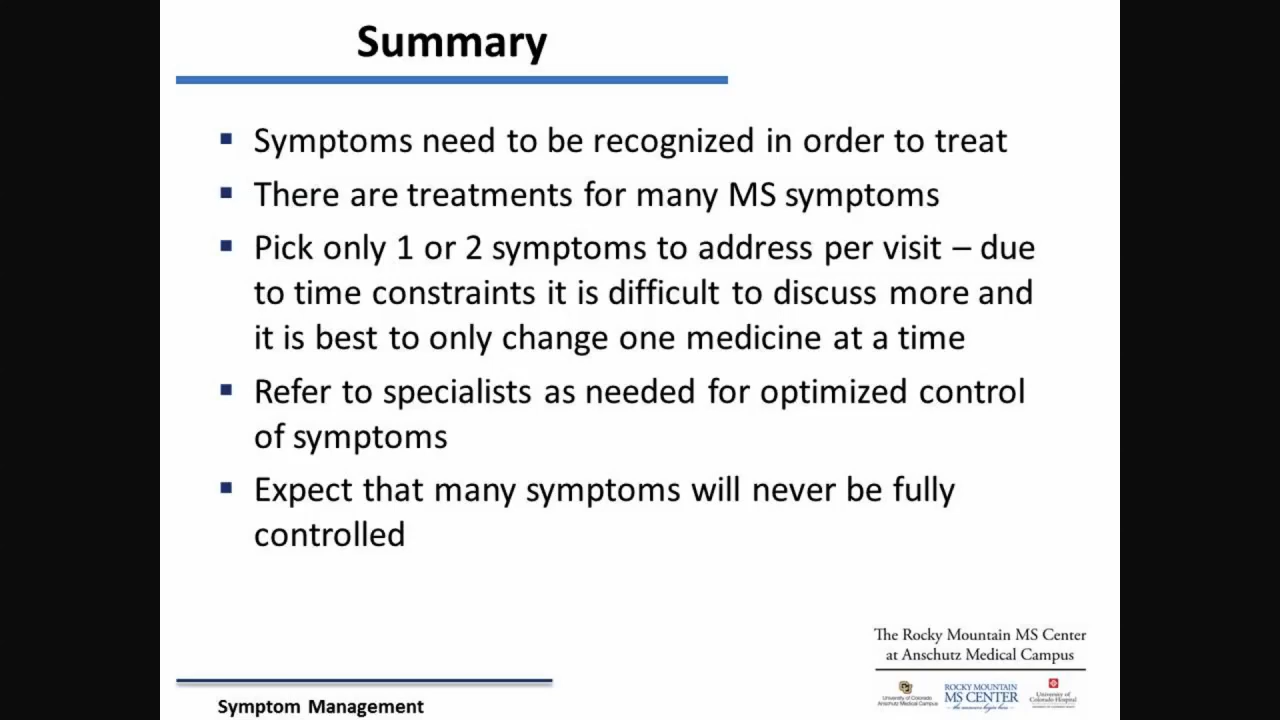 Summary
▪ Symptoms need to be recognized in order to treat
▪ There are treatments for many MS symptoms
▪ Pick only 1 or 2 symptoms to address per visit – due
to time constraints it is difficult to discuss more and
it is best to only change one medicine at a time
▪ Refer to specialists as needed for optimized control
of symptoms
▪ Expect that many symptoms will never be fully
controlled
The Rocky Mountain MS Center
at Anschutz Medical Campus
University of Colorado
Anschutz Medical Campus
ROCKY MOUNTAIN
MS CENTER
University of
Colorado Hospital
Symptom Management